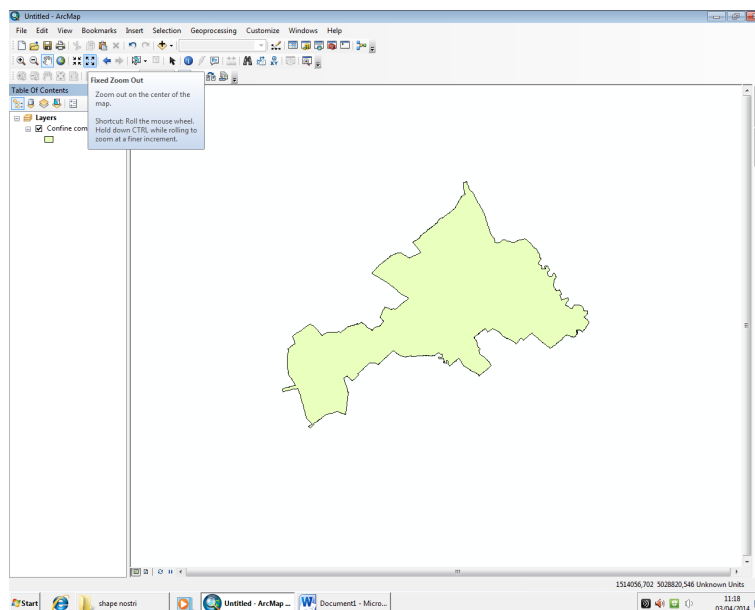 Untitled - ArcMap
File Edit View Bookmarks Insert Selection Geoprocessing Customize Windows Help
Fixed Zoom Out
Zoom out on the center of the
map.
Shortcut: Roll the mouse wheel.
Hold down CTRL while rolling to
zoom at a finer increment.
Table Of Contents
Layers
Confine com
1514056,702 5028820,546 Unknown Units
Start
shape nostri
Untitled - ArcMap ...
Document1 - Micro...
11:18
03/04/2014